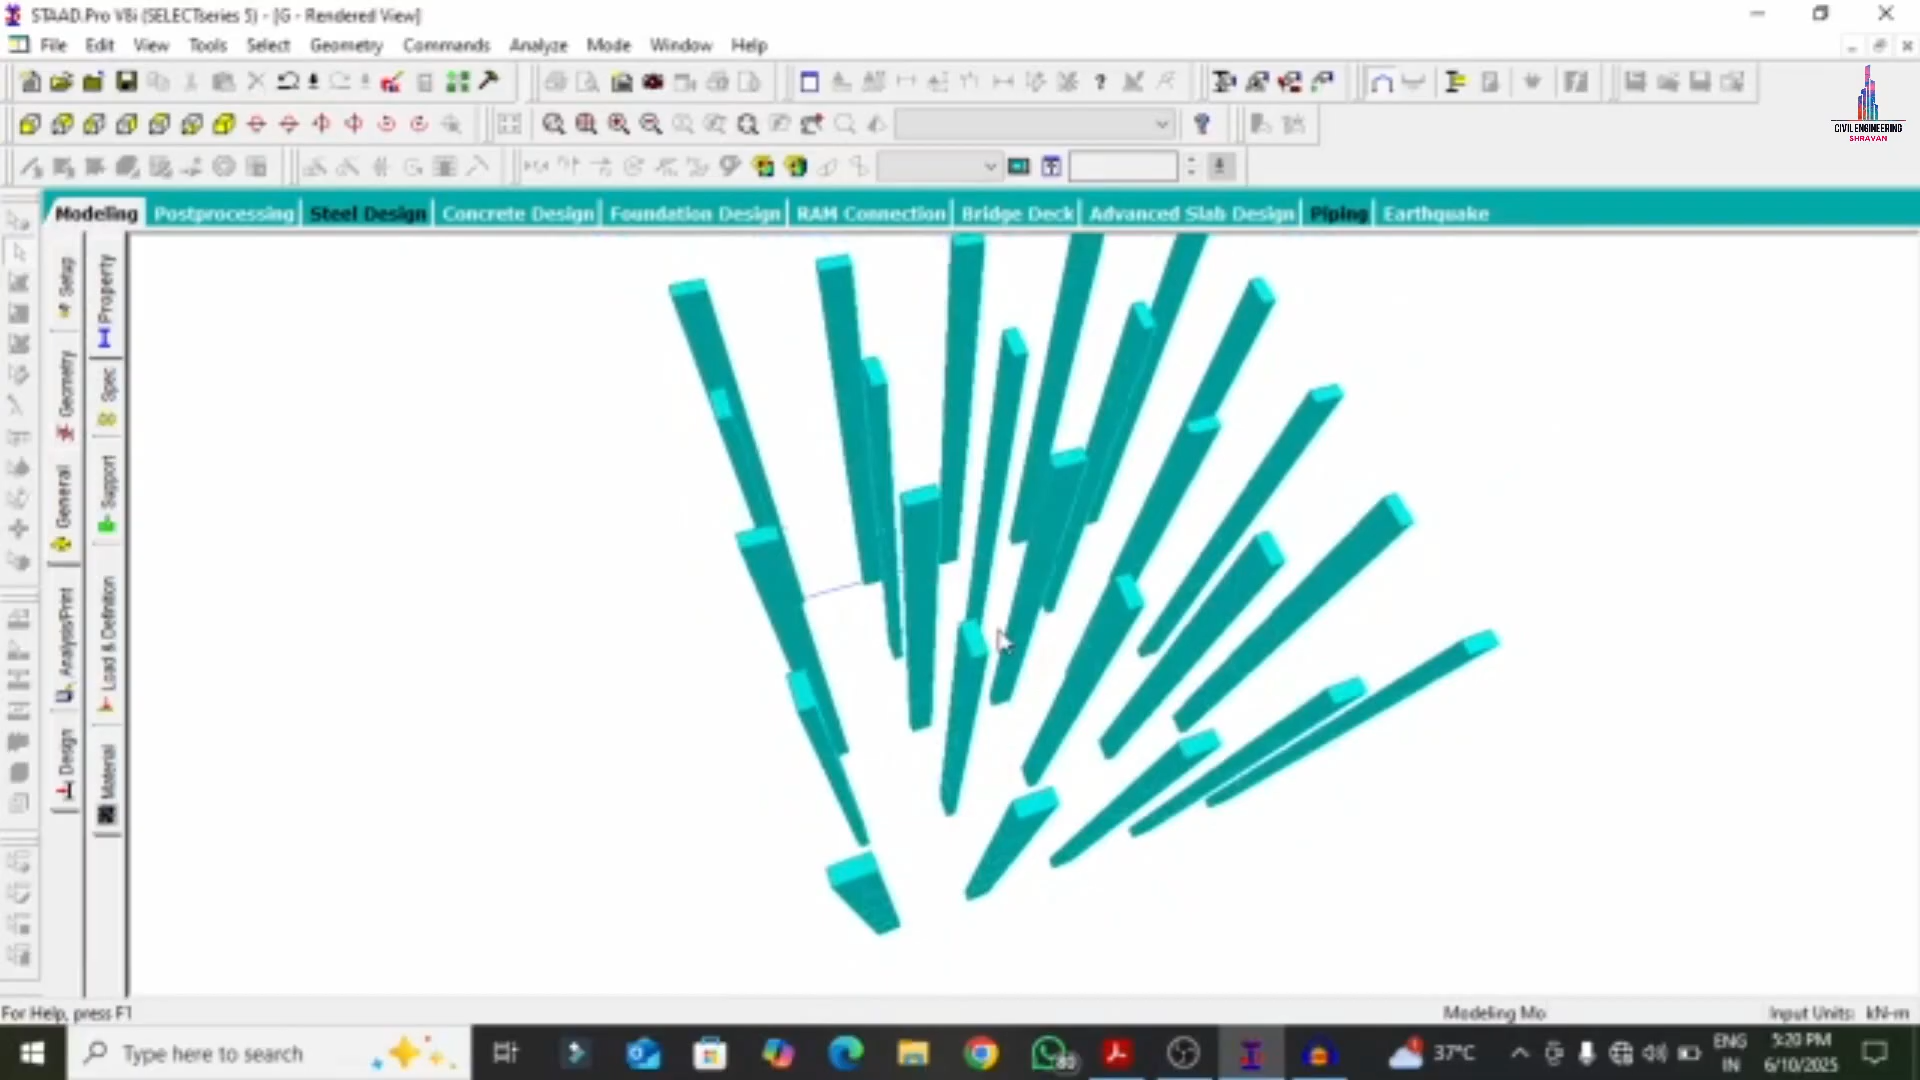 STAAD.Pro V8i (SELECTseries 5) - [G - Rendered View]
File Edit View Tools Select Geometry Commands Analyze Mode Window Help
CIVIL ENGINEERING
SHRAVAN
Modeling Postprocessing Steel Design Concrete Design Foundation Design RAM Connection Bridge Deck Advanced Slab Design Piping Earthquake
Setup
Geometry
General
Analysis/Print
Design
Property
Spec
Support
Load & Definition
Material
For Help, press F1
Modeling Mo
Input Units: kN-m
Type here to search
80
37°C
ENG
IN
5:20 PM
6/10/2025